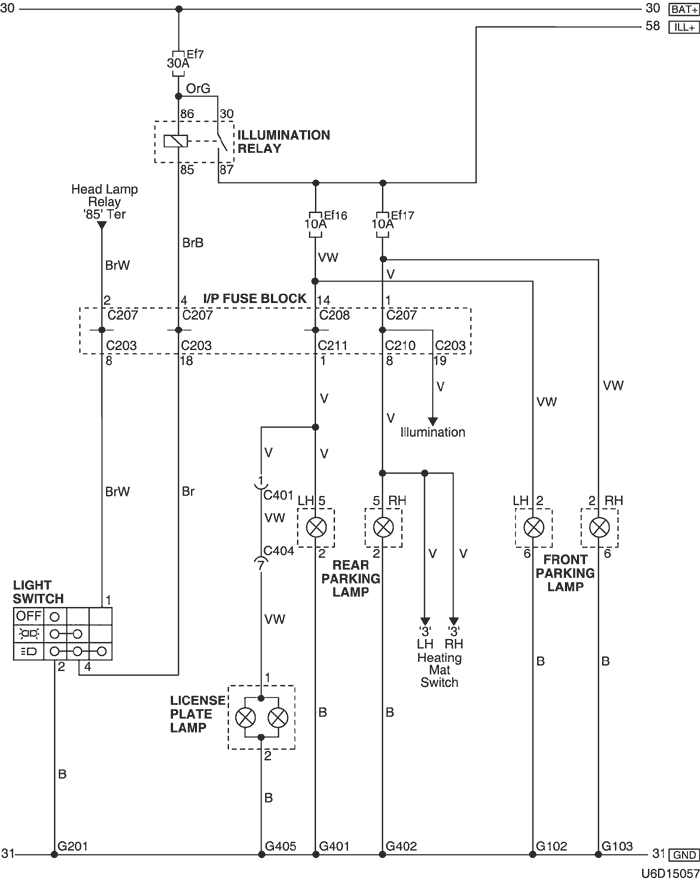 30
30 BAT+
58 ILL+
Ef7
30A
OrG
86 30
ILLUMINATION
RELAY
85 87
Head Lamp
Relay
'85' Ter
Ef16
10A
Ef17
10A
BrB
VW
BrW
V
2 4 I/P FUSE BLOCK 14 1
C207 C207 C208 C207
C203 C203 C211 C210 C203
8 18 1 8 19
V
V
VW
VW
V
Illumination
V
V
1
C401
BrW
Br
VW
LH 5
5 RH
LH 2
2 RH
C404
7
2
2
6
6
REAR
PARKING
LAMP
FRONT
PARKING
LAMP
V
V
LIGHT
SWITCH
1
OFF
2 4
VW
'3' '3'
LH RH
Heating
Mat
Switch
1
LICENSE
PLATE
LAMP
2
B
B
B
B
B
B
31
G201
G405
G401
G402
G102
G103
31 GND
U6D15057